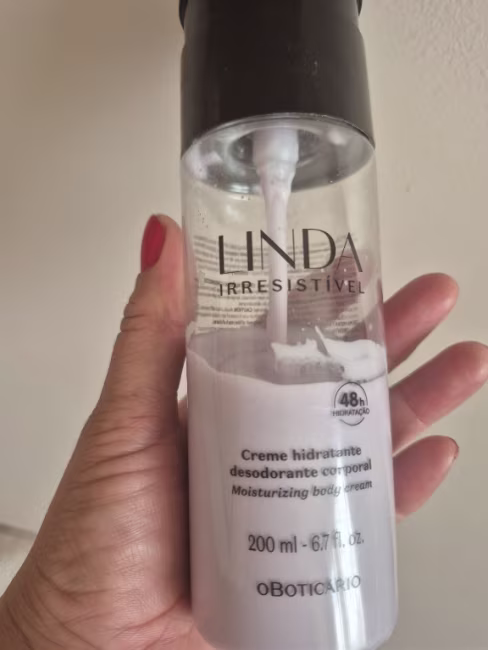 LINDA
IRRESISTÍVEL
48h
HIDRATAÇÃO
Creme hidratante
desodorante corporal
Moisturizing body cream
200 ml - 6.7 fl. oz.
OBOTICÁRIO